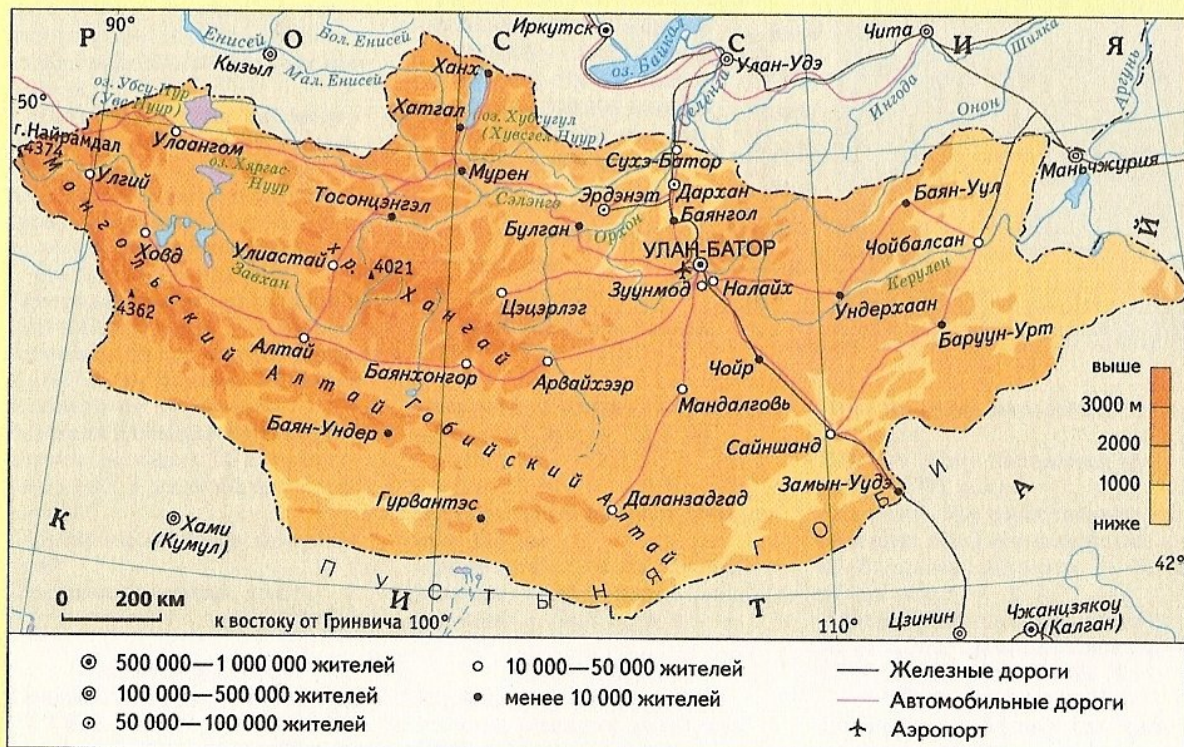 90°
Р О С С И Я
Енисей
Бол. Енисей
Кызыл
Мал. Енисей
Иркутск
оз. Байкал
Улан-Удэ
Чита
Шилка
Ингода
Онон
Аргунь
Селенга
50°
оз. Убсу-Нур
(Увс-Нуур)
Ханх
Хатгал
оз. Хубсугул
(Хувсгел-Нуур)
г.Найрамдал
4374
Улаангом
оз. Хяргас-
Нуур
Улгий
Мурен
Сухэ-Батор
Маньчжурия
Тосонцэнгэл
Сэлэнгэ
Эрдэнэт
Дархан
Баян-Уул
Баянгол
Булган
Орхон
Ховд
Улиастай
Завхан
4021
УЛАН-БАТОР
Чойбалсан
Керулен
4362
Цэцэрлэг
Зуунмод
Налайх
Ундерхаан
хр. Хангай
Монгольский Алтай
Алтай
Баянхонгор
Арвайхээр
Чойр
Баруун-Урт
Мандалговь
Гобийский Алтай
Баян-Ундер
Сайншанд
Замын-Уудэ
Гурвантэс
Даланзадгад
Хами
(Кумул)
ПУСТЫНЯ ГОБИ
К И Т А Й
выше
3000 м
2000
1000
ниже
42°
0 200 км
к востоку от Гринвича 100°
110°
Цзинин
Чжанцзякоу
(Калган)
500 000—1 000 000 жителей
100 000—500 000 жителей
50 000—100 000 жителей
10 000—50 000 жителей
менее 10 000 жителей
Железные дороги
Автомобильные дороги
Аэропорт